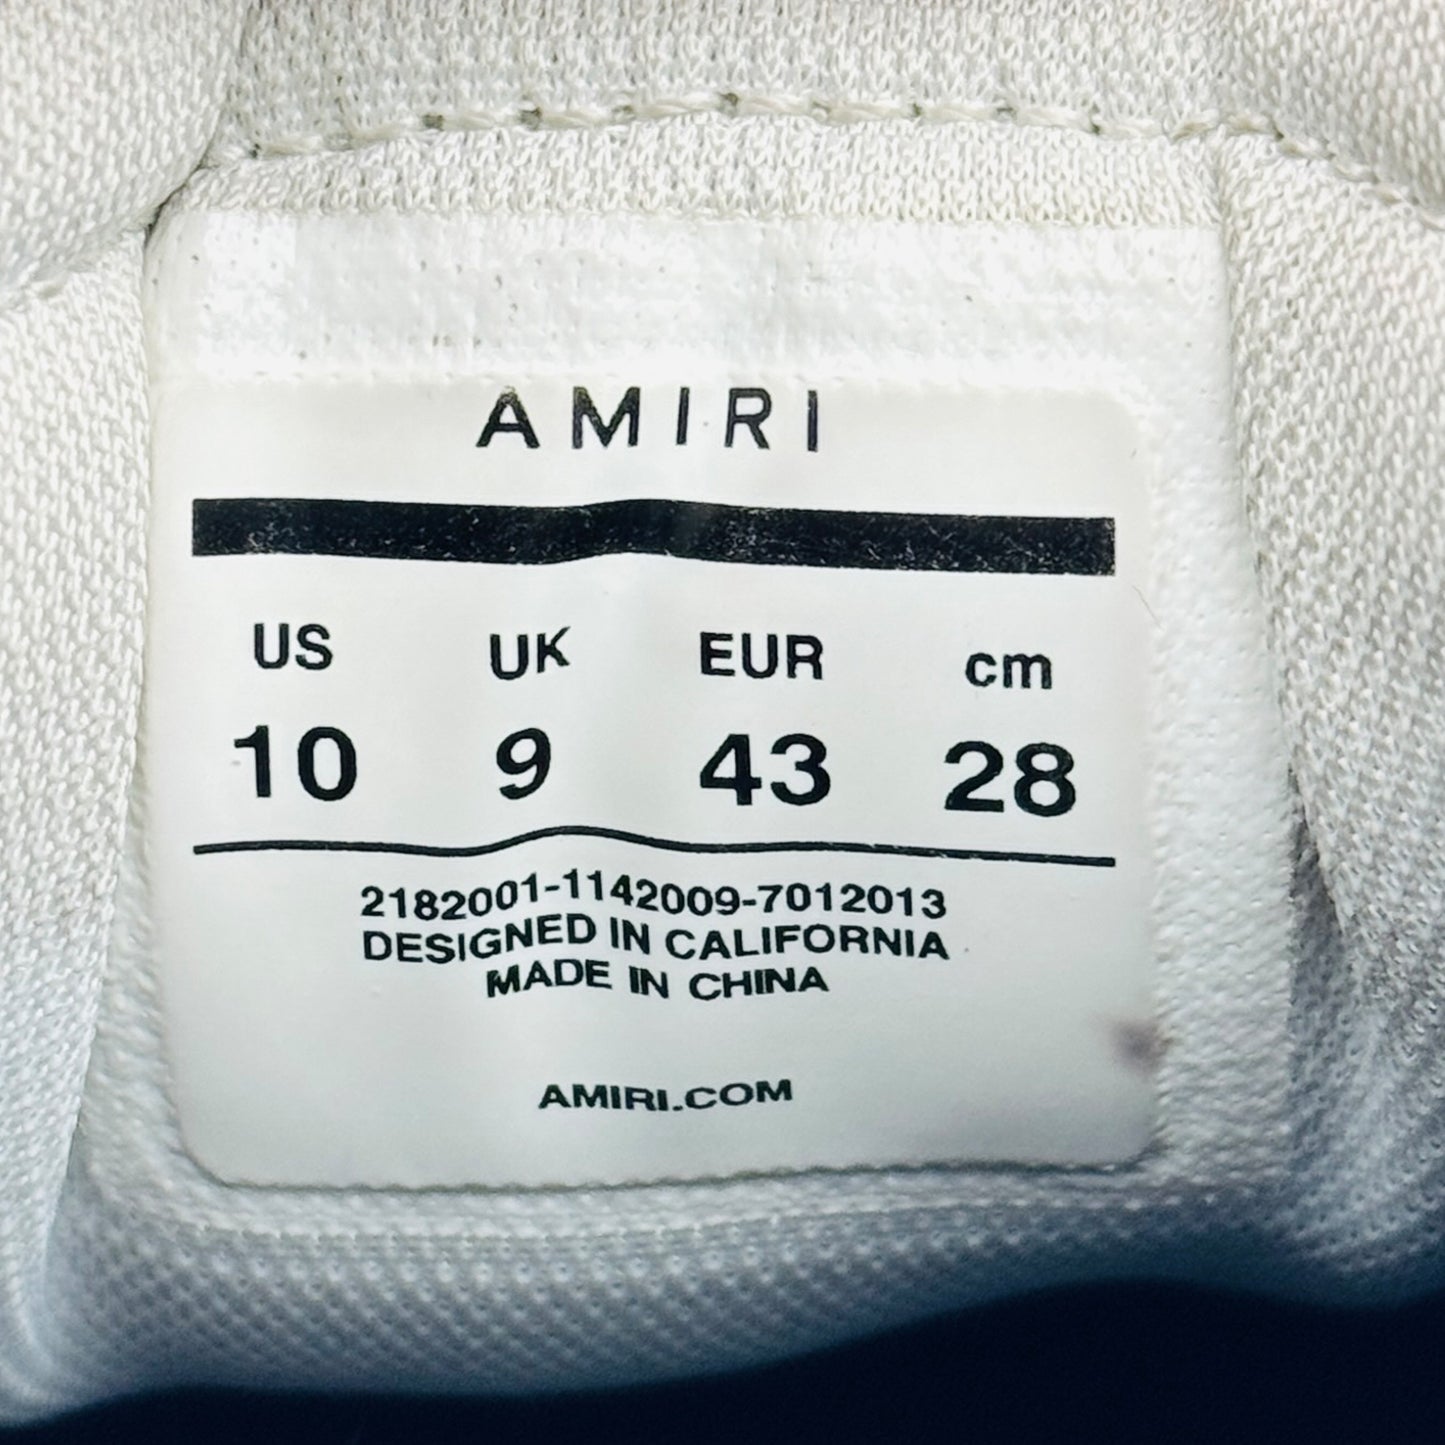 AMIRI
US UK EUR cm
10 9 43 28
2182001-1142009-7012013
DESIGNED IN CALIFORNIA
MADE IN CHINA
AMIRI.COM